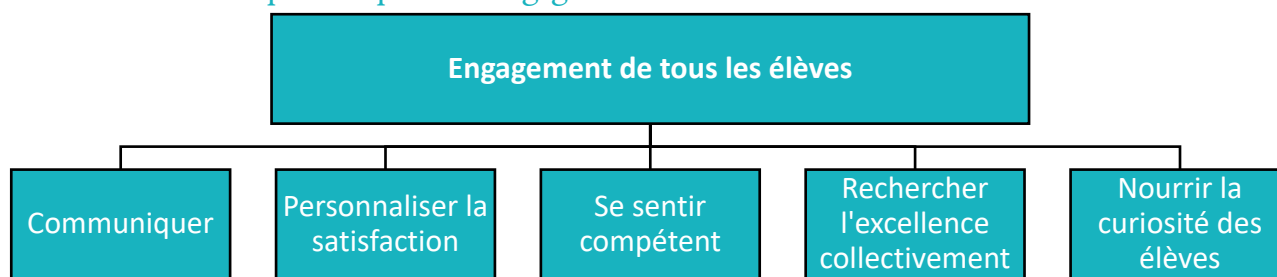 Engagement de tous les élèves
Communiquer
Personnaliser la
satisfaction
Se sentir
compétent
Rechercher
l'excellence
collectivement
Nourrir la
curiosité des
élèves